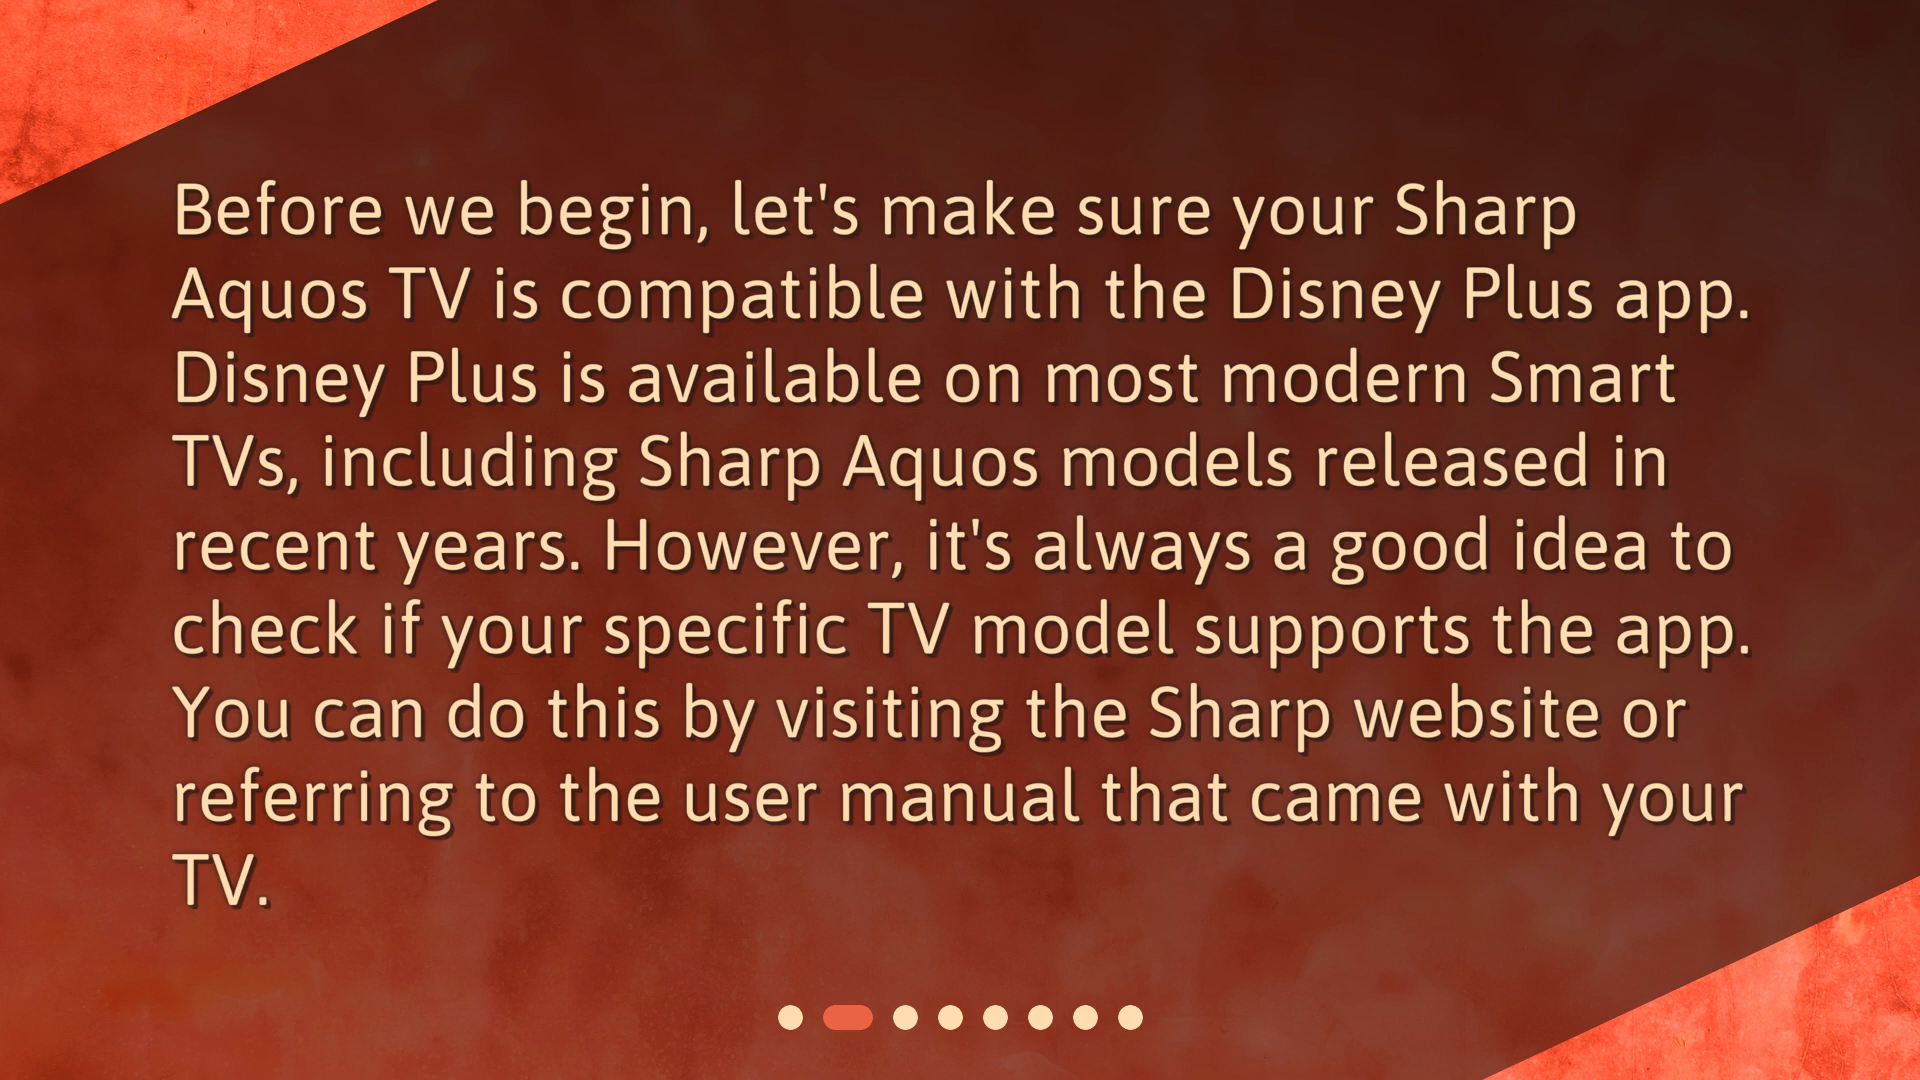 Before we begin, let's make sure your Sharp
Aquos TV is compatible with the Disney Plus app.
Disney Plus is available on most modern Smart
TVs, including Sharp Aquos models released in
recent years. However, it's always a good idea to
check if your specific TV model supports the app.
You can do this by visiting the Sharp website or
referring to the user manual that came with your
TV.